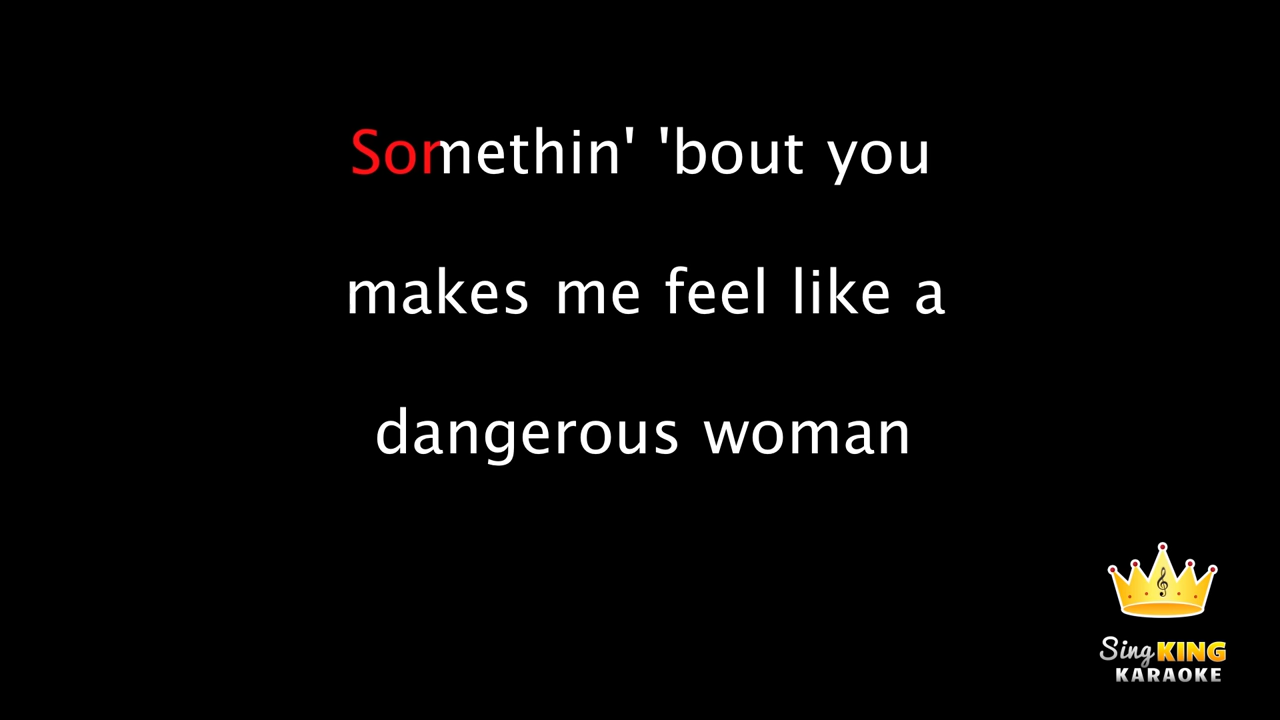 Somethin' 'bout you
makes me feel like a
dangerous woman
Sing KING
KARAOKE